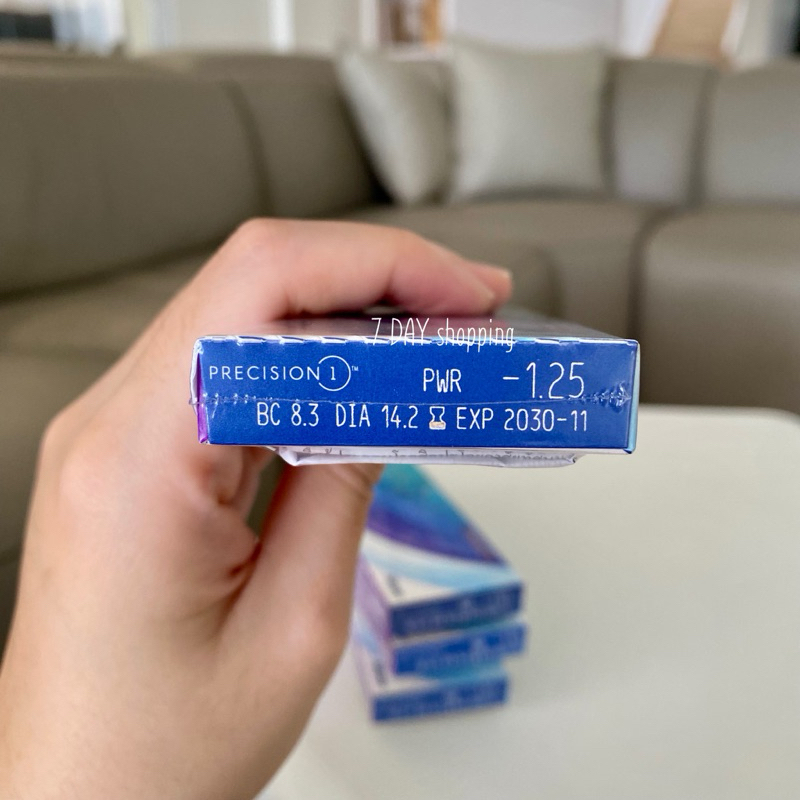 7 DAY shopping
PRECISION 1™ PWR -1.25
BC 8.3 DIA 14.2 EXP 2030-11